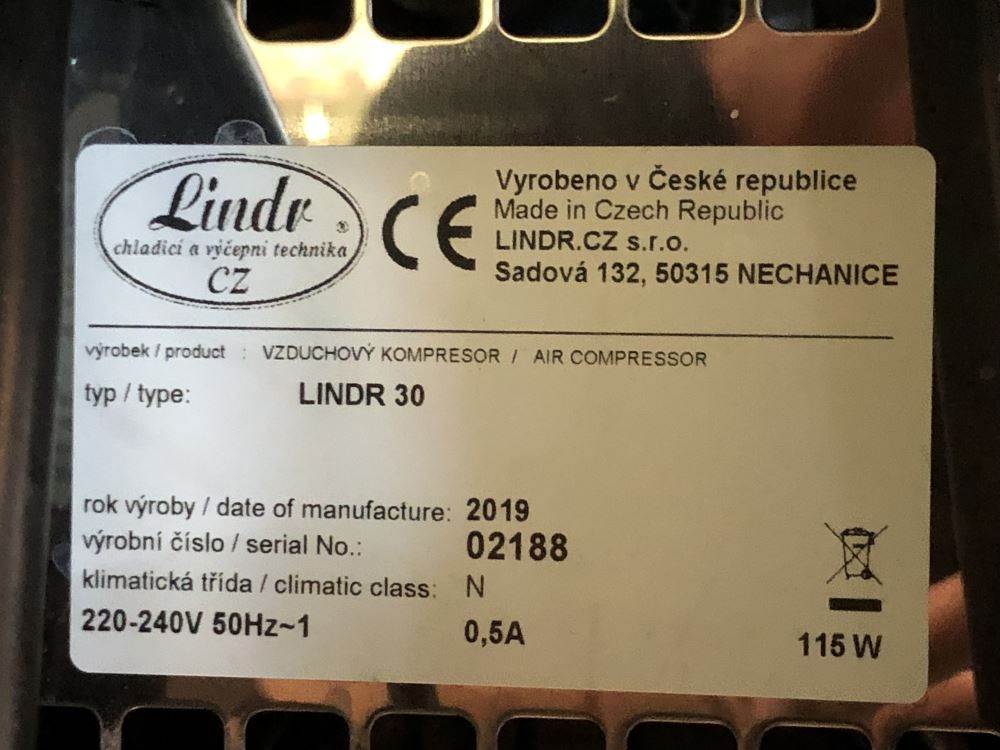 Lindr ®
chladicí a výčepní technika
CZ
CE
Vyrobeno v České republice
Made in Czech Republic
LINDR.CZ s.r.o.
Sadová 132, 50315 NECHANICE
výrobek / product : VZDUCHOVÝ KOMPRESOR / AIR COMPRESSOR
typ / type: LINDR 30
rok výroby / date of manufacture: 2019
výrobní číslo / serial No.: 02188
klimatická třída / climatic class: N
220-240V 50Hz~1 0,5A 115 W